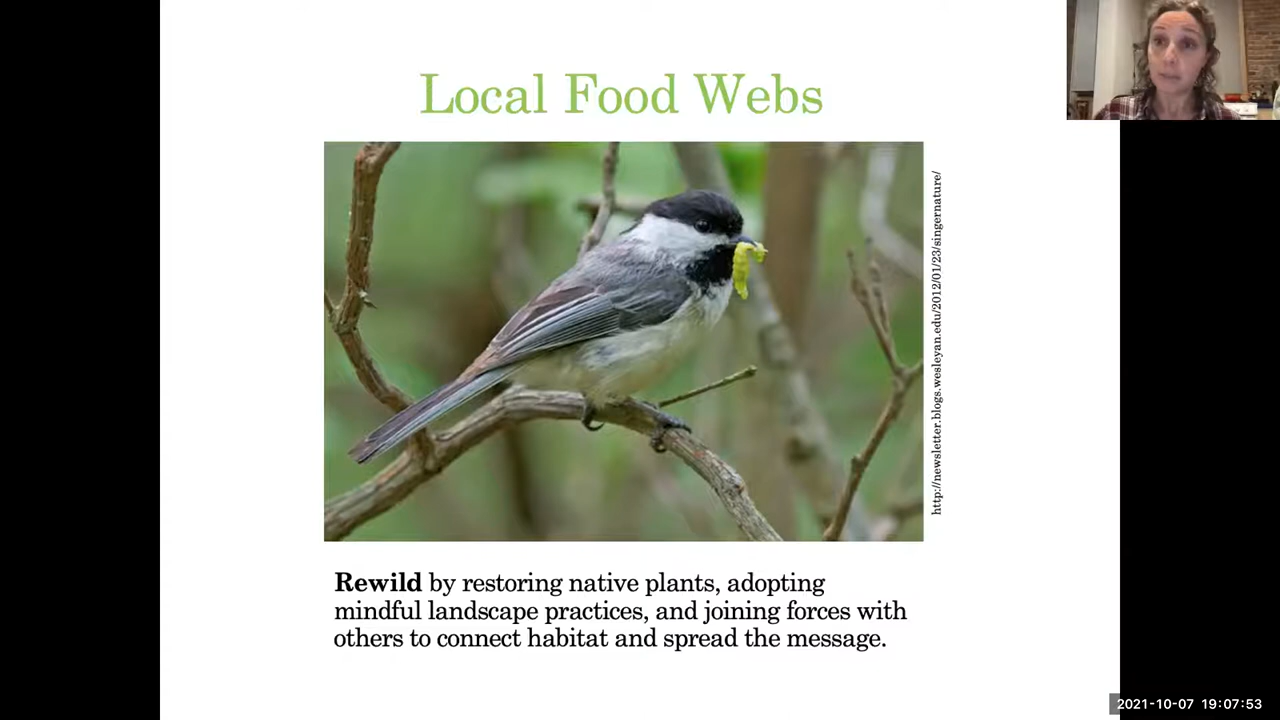 Local Food Webs
http://newsletter.blogs.wesleyan.edu/2012/01/23/singernature/
Rewild by restoring native plants, adopting
mindful landscape practices, and joining forces with
others to connect habitat and spread the message.
2021-10-07 19:07:53